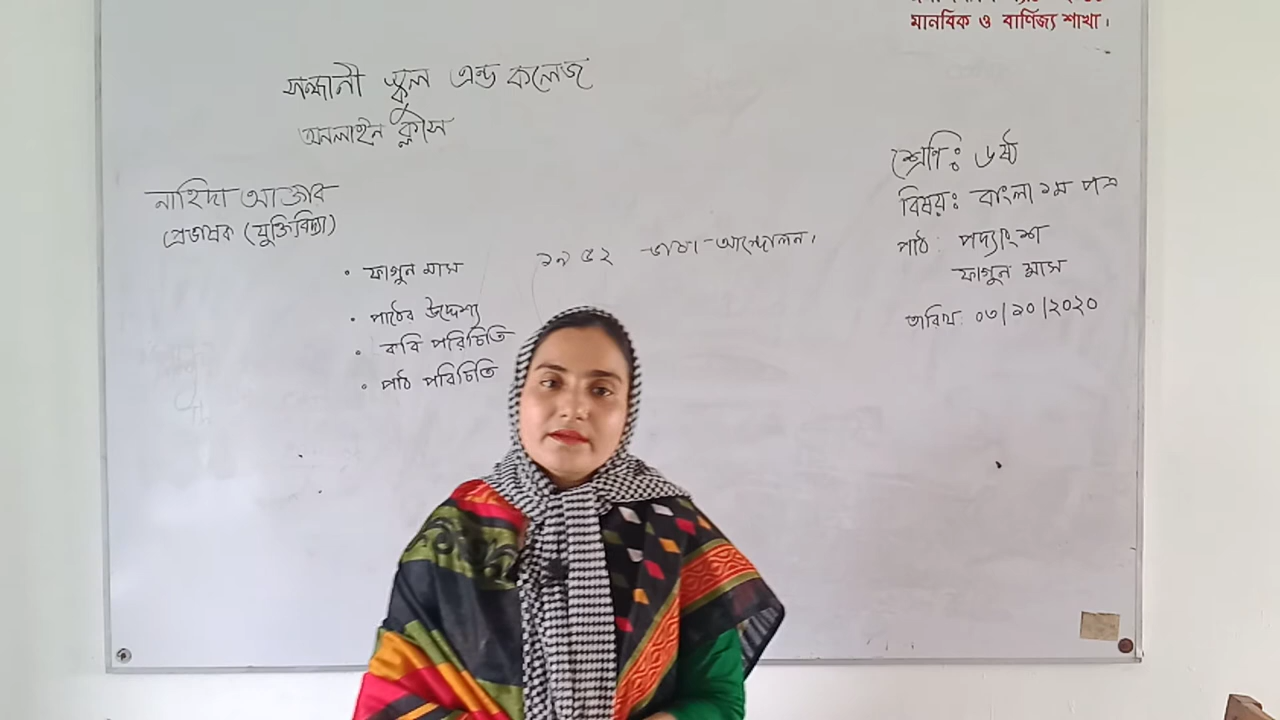 মানবিক ও বাণিজ্য শাখা।
সন্ধানী স্কুল এন্ড কলেজ
অনলাইন ক্লাস
নাহিদা আক্তার
প্রভাষক (যুক্তিবিদ্যা)
• ফাগুন মাস
• পাঠের উদ্দেশ্য
• কবি পরিচিতি
• পাঠ পরিচিতি
১৯৫২ ভাষা-আন্দোলন।
শ্রেণি: ৬ষ্ঠ
বিষয়: বাংলা ১ম পত্র
পাঠ: পদ্যাংশ
ফাগুন মাস
তারিখ: ০৩/১০/২০২০